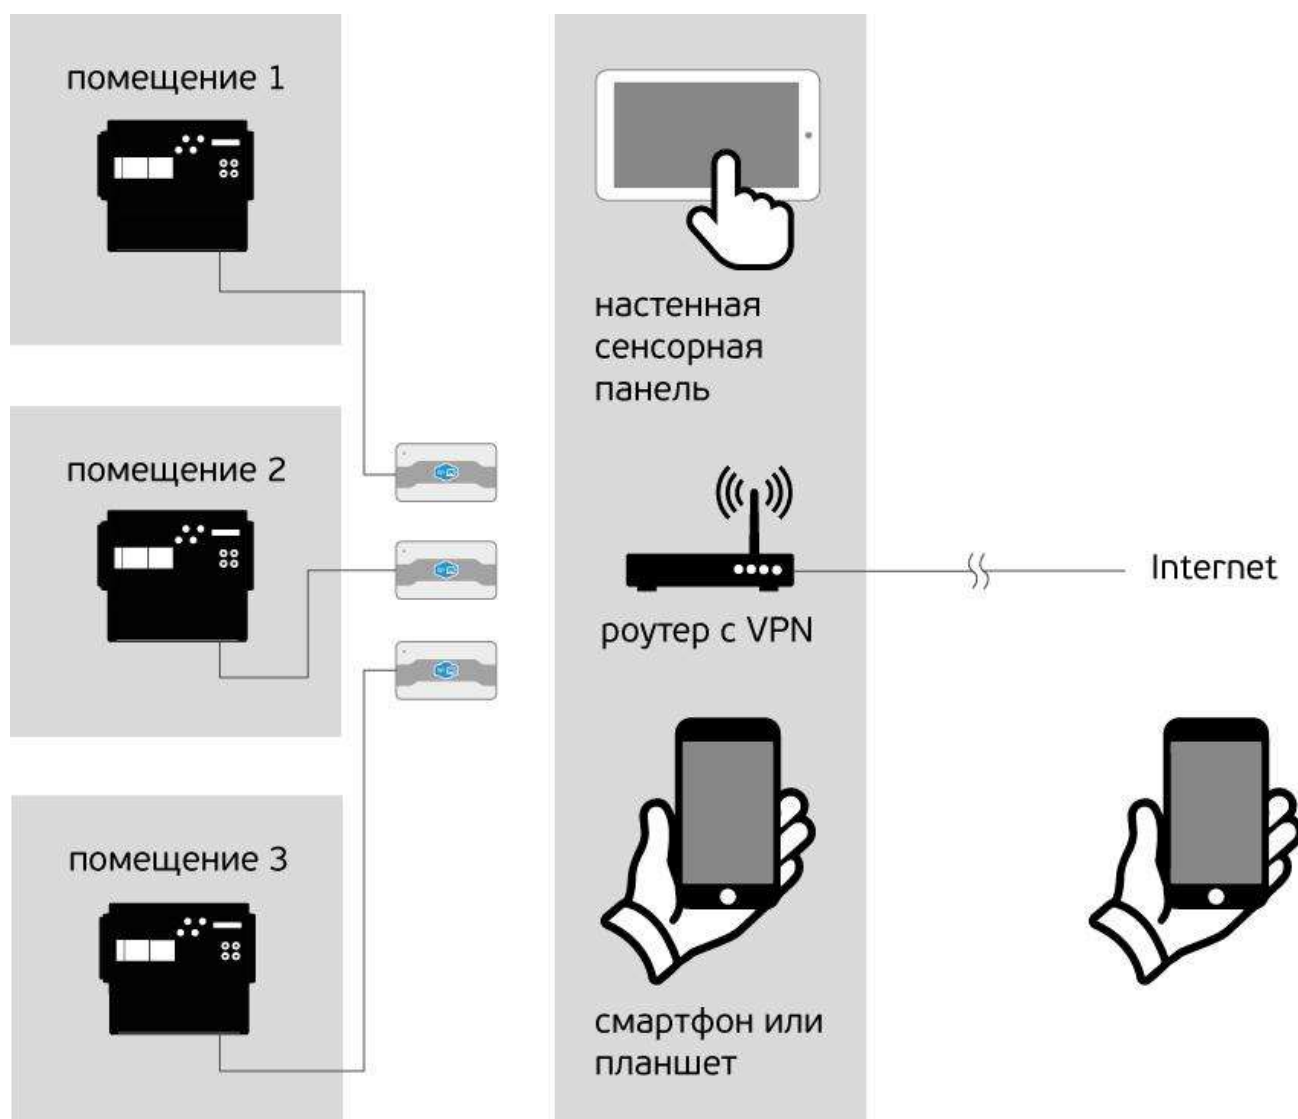 помещение 1
помещение 2
помещение 3
настенная
сенсорная
панель
роутер с VPN
Internet
смартфон или
планшет